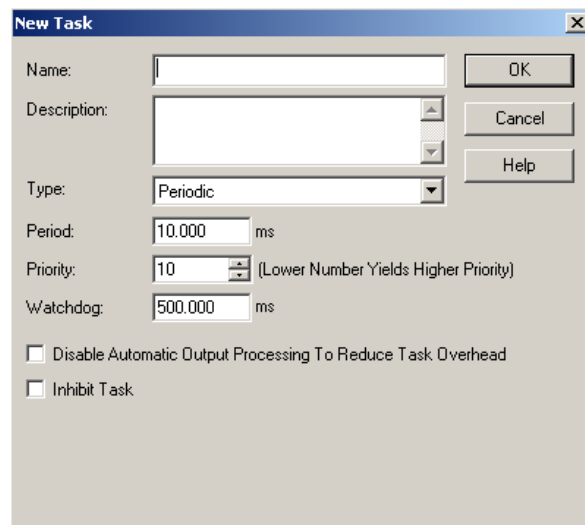 New Task
Name:
OK
Description:
Cancel
Help
Type: Periodic
Period: 10.000 ms
Priority: 10 (Lower Number Yields Higher Priority)
Watchdog: 500.000 ms
Disable Automatic Output Processing To Reduce Task Overhead
Inhibit Task